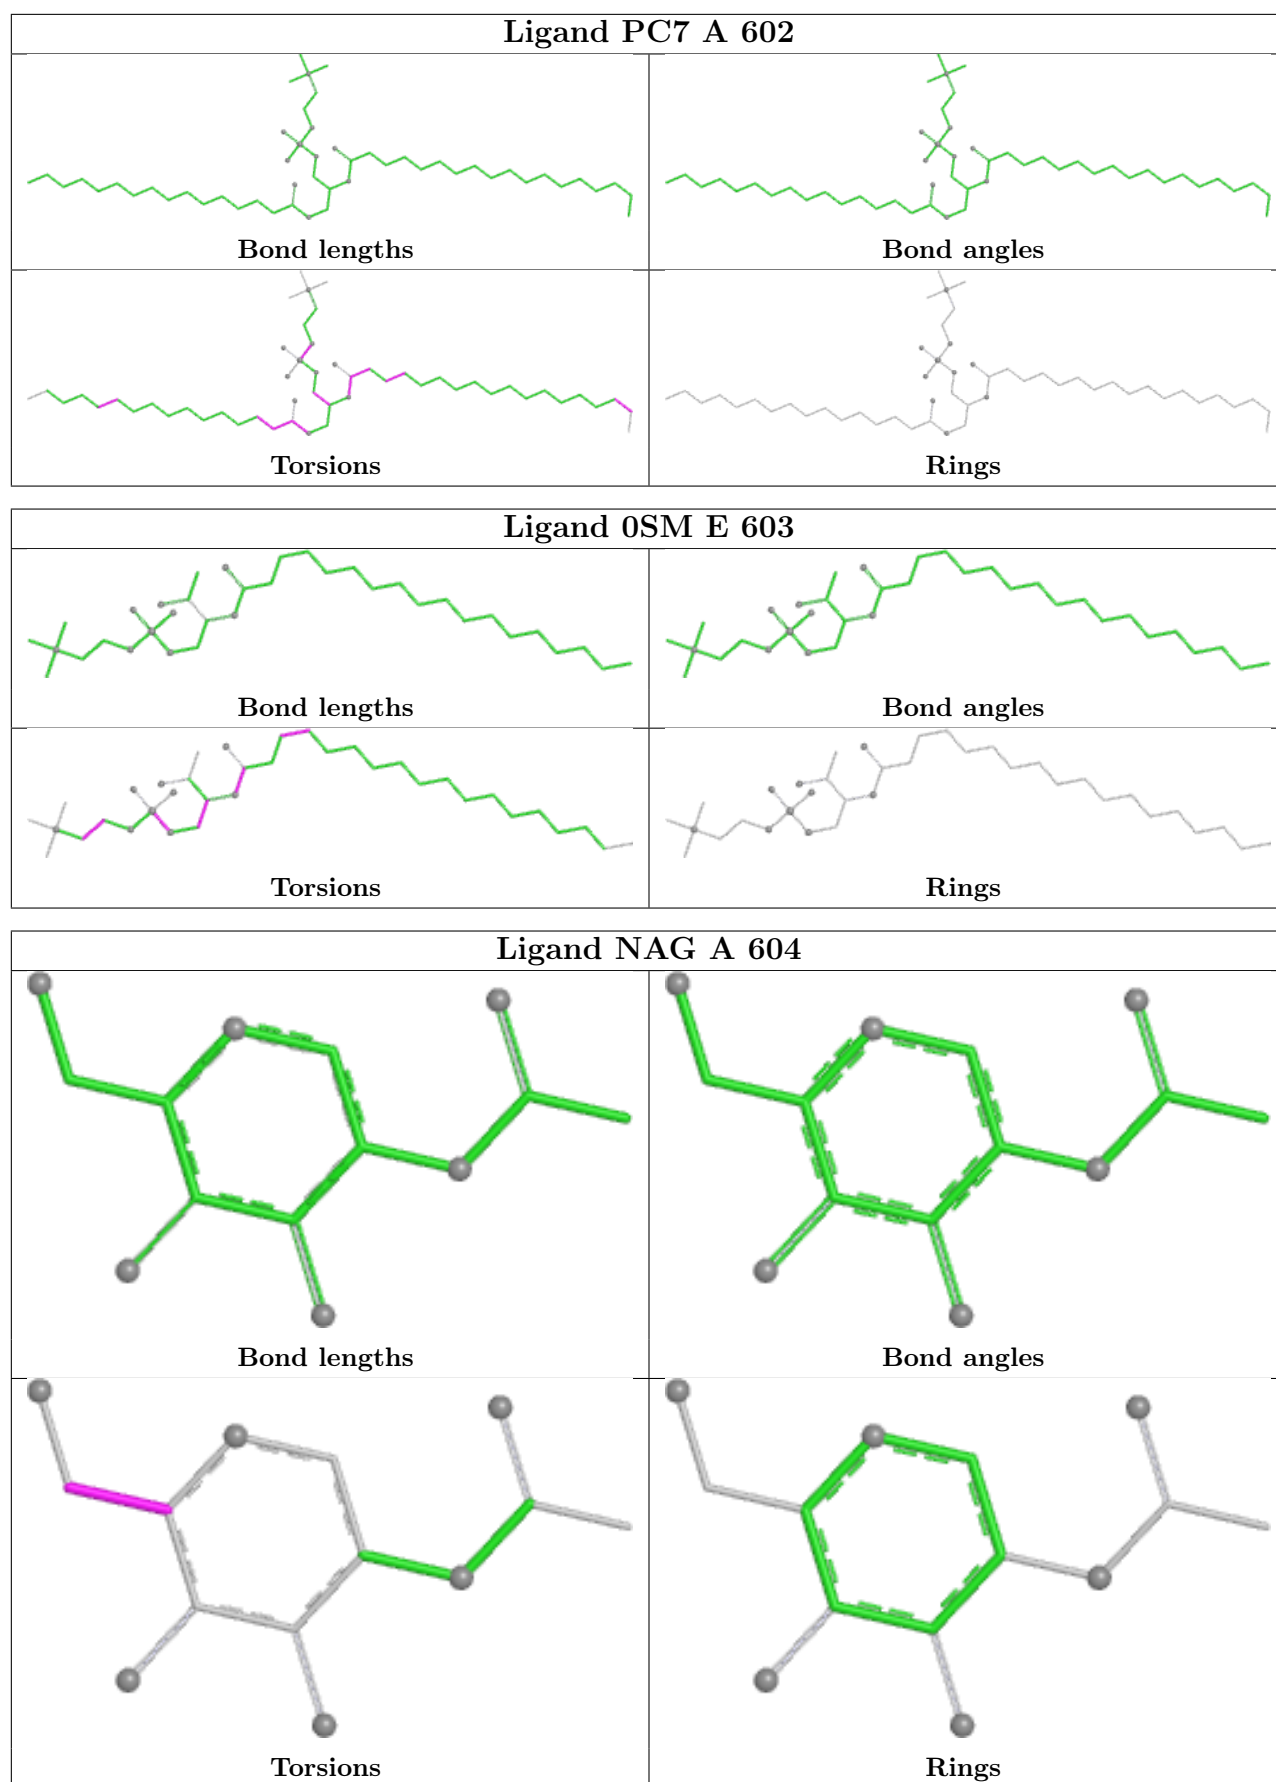 Ligand PC7 A 602
Bond lengths
Bond angles
Torsions
Rings
Ligand 0SM E 603
Bond lengths
Bond angles
Torsions
Rings
Ligand NAG A 604
Bond lengths
Bond angles
Torsions
Rings